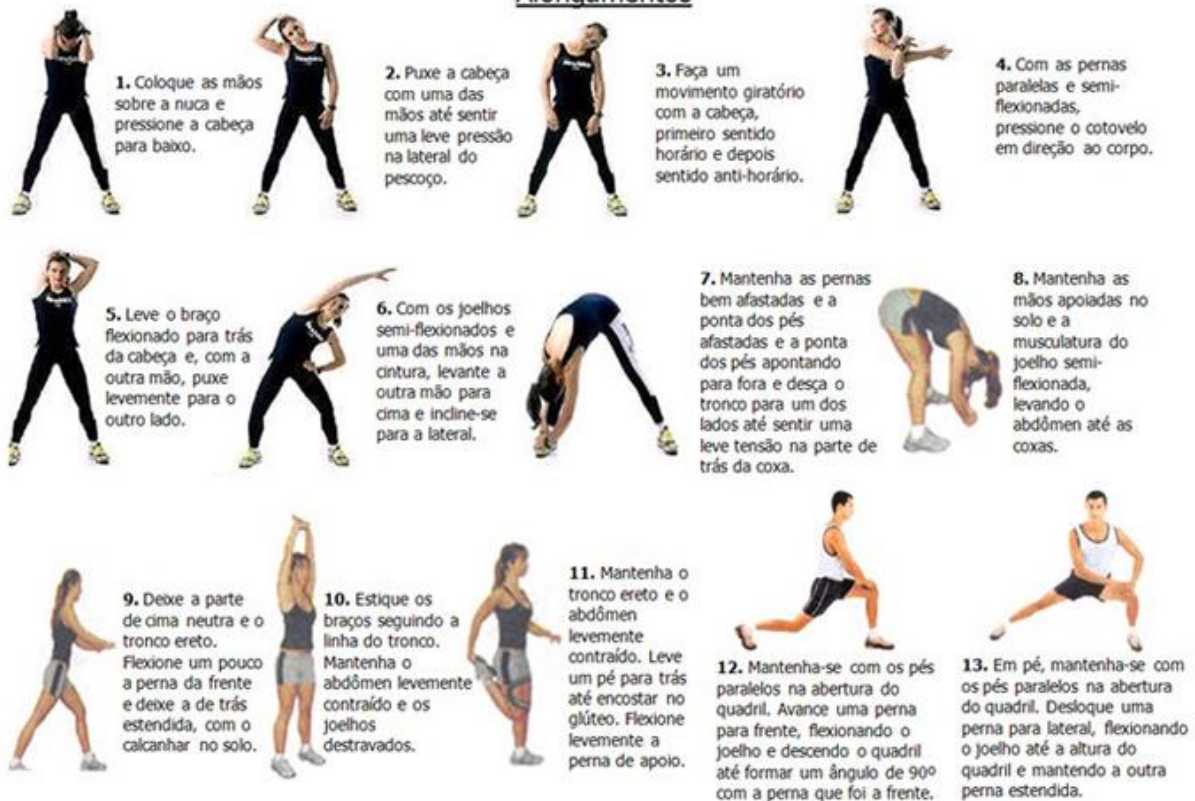 Alongamentos
1. Coloque as mãos
sobre a nuca e
pressione a cabeça
para baixo.
2. Puxe a cabeça
com uma das
mãos até sentir
uma leve pressão
na lateral do
pescoço.
3. Faça um
movimento giratório
com a cabeça,
primeiro sentido
horário e depois
sentido anti-horário.
4. Com as pernas
paralelas e semi-
flexionadas,
pressione o cotovelo
em direção ao corpo.
5. Leve o braço
flexionado para trás
da cabeça e, com a
outra mão, puxe
levemente para o
outro lado.
6. Com os joelhos
semi-flexionados e
uma das mãos na
cintura, levante a
outra mão para
cima e incline-se
para a lateral.
7. Mantenha as pernas
bem afastadas e a
ponta dos pés
afastadas e a ponta
dos pés apontando
para fora e desça o
tronco para um dos
lados até sentir uma
leve tensão na parte de
trás da coxa.
8. Mantenha as
mãos apoiadas no
solo e a
musculatura do
joelho semi-
flexionada,
levando o
abdômen até as
coxas.
9. Deixe a parte
de cima neutra e o
tronco ereto.
Flexione um pouco
a perna da frente
e deixe a de trás
estendida, com o
calcanhar no solo.
10. Estique os
braços seguindo a
linha do tronco.
Mantenha o
abdômen levemente
contraído e os
joelhos
destravados.
11. Mantenha o
tronco ereto e o
abdômen
levemente
contraído. Leve
um pé para trás
até encostar no
glúteo. Flexione
levemente a
perna de apoio.
12. Mantenha-se com os pés
paralelos na abertura do
quadril. Avance uma perna
para frente, flexionando o
joelho e descendo o quadril
até formar um ângulo de 90º
com a perna que foi a frente.
13. Em pé, mantenha-se com
os pés paralelos na abertura
do quadril. Desloque uma
perna para lateral, flexionando
o joelho até a altura do
quadril e mantendo a outra
perna estendida.